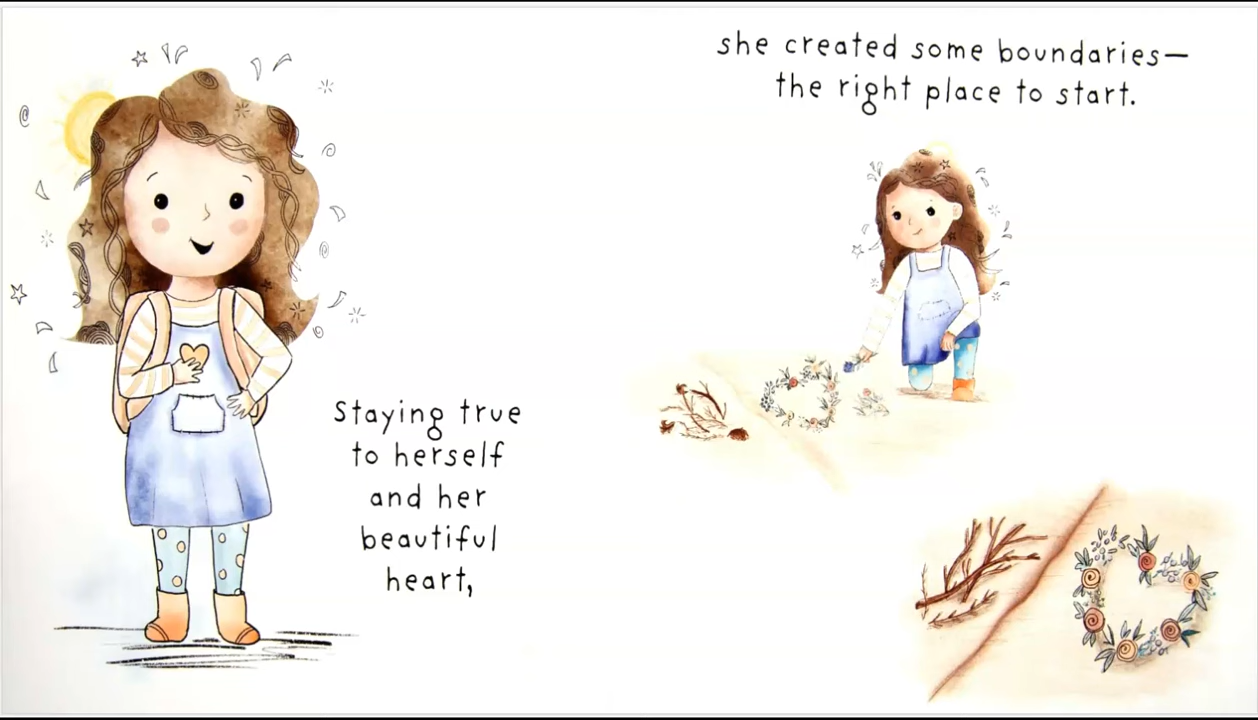 Staying true
to herself
and her
beautiful
heart,
she created some boundaries—
the right place to start.